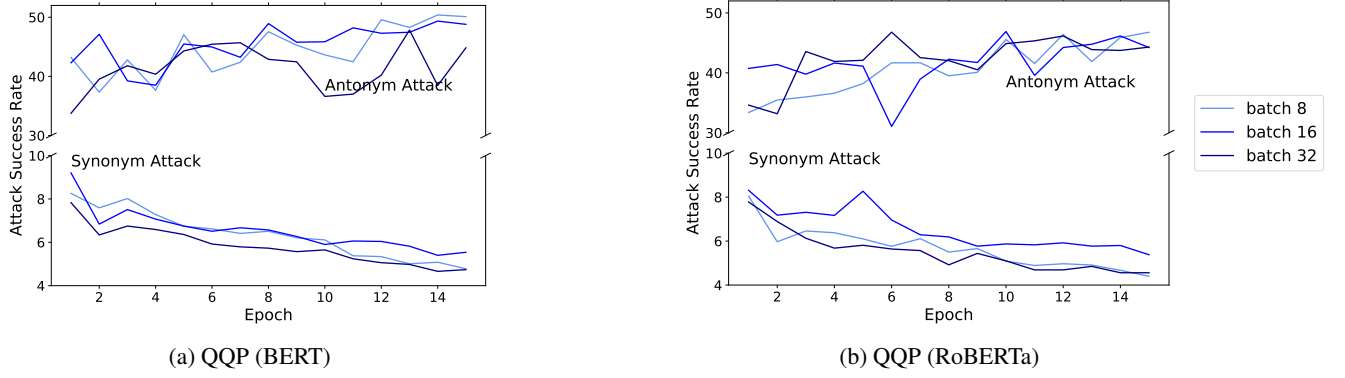 50
40
30
10
8
6
4
Attack Success Rate
Antonym Attack
Synonym Attack
2 4 6 8 10 12 14
Epoch
(a) QQP (BERT)
50
40
30
10
8
6
4
Attack Success Rate
Antonym Attack
Synonym Attack
2 4 6 8 10 12 14
Epoch
(b) QQP (RoBERTa)
batch 8
batch 16
batch 32